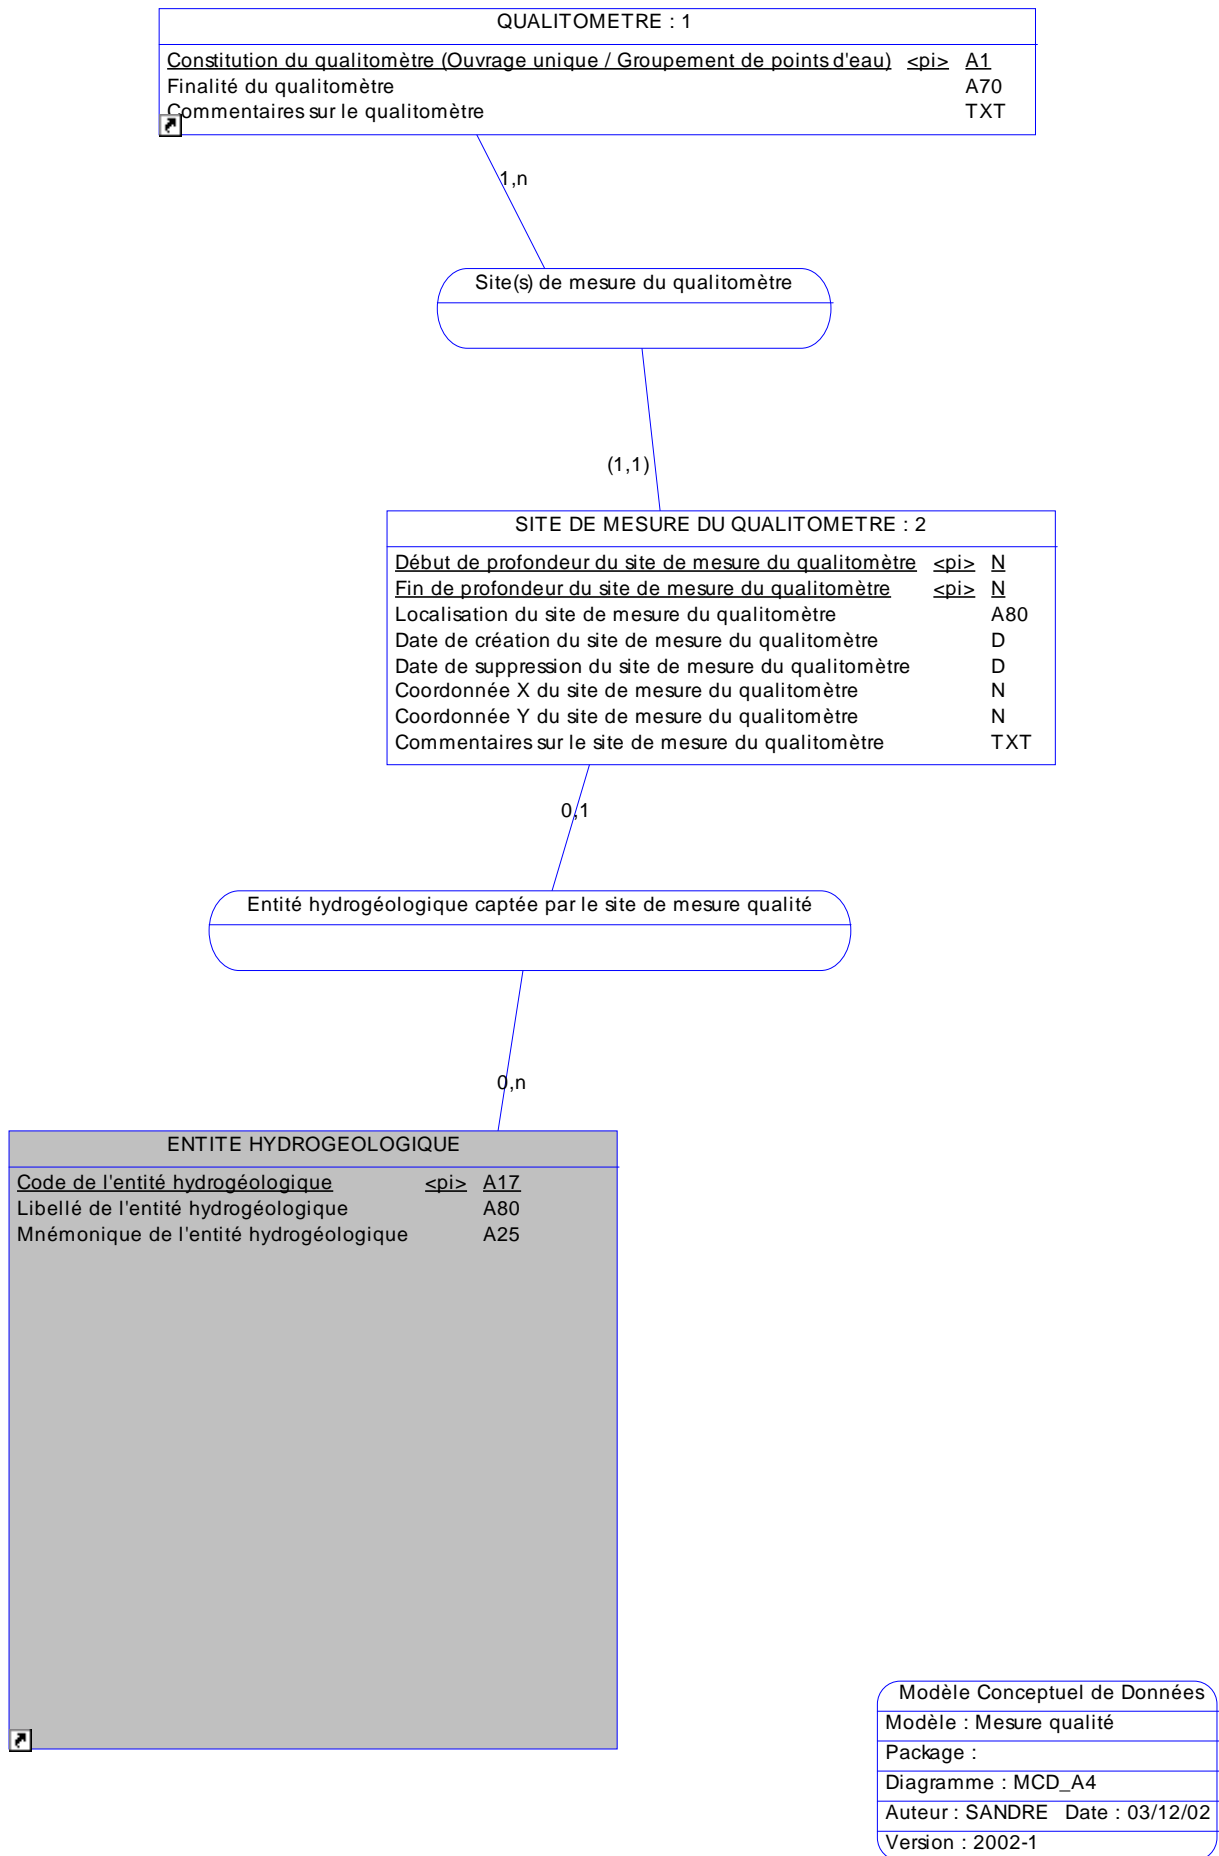 QUALITOMETRE : 1
Constitution du qualitomètre (Ouvrage unique / Groupement de points d'eau) <pi> A1
Finalité du qualitomètre A70
Commentaires sur le qualitomètre TXT
1,n
Site(s) de mesure du qualitomètre
(1,1)
SITE DE MESURE DU QUALITOMETRE : 2
Début de profondeur du site de mesure du qualitomètre <pi> N
Fin de profondeur du site de mesure du qualitomètre <pi> N
Localisation du site de mesure du qualitomètre A80
Date de création du site de mesure du qualitomètre D
Date de suppression du site de mesure du qualitomètre D
Coordonnée X du site de mesure du qualitomètre N
Coordonnée Y du site de mesure du qualitomètre N
Commentaires sur le site de mesure du qualitomètre TXT
0,1
Entité hydrogéologique captée par le site de mesure qualité
0,n
ENTITE HYDROGEOLOGIQUE
Code de l'entité hydrogéologique <pi> A17
Libellé de l'entité hydrogéologique A80
Mnémonique de l'entité hydrogéologique A25
Modèle Conceptuel de Données
Modèle : Mesure qualité
Package :
Diagramme : MCD_A4
Auteur : SANDRE Date : 03/12/02
Version : 2002-1